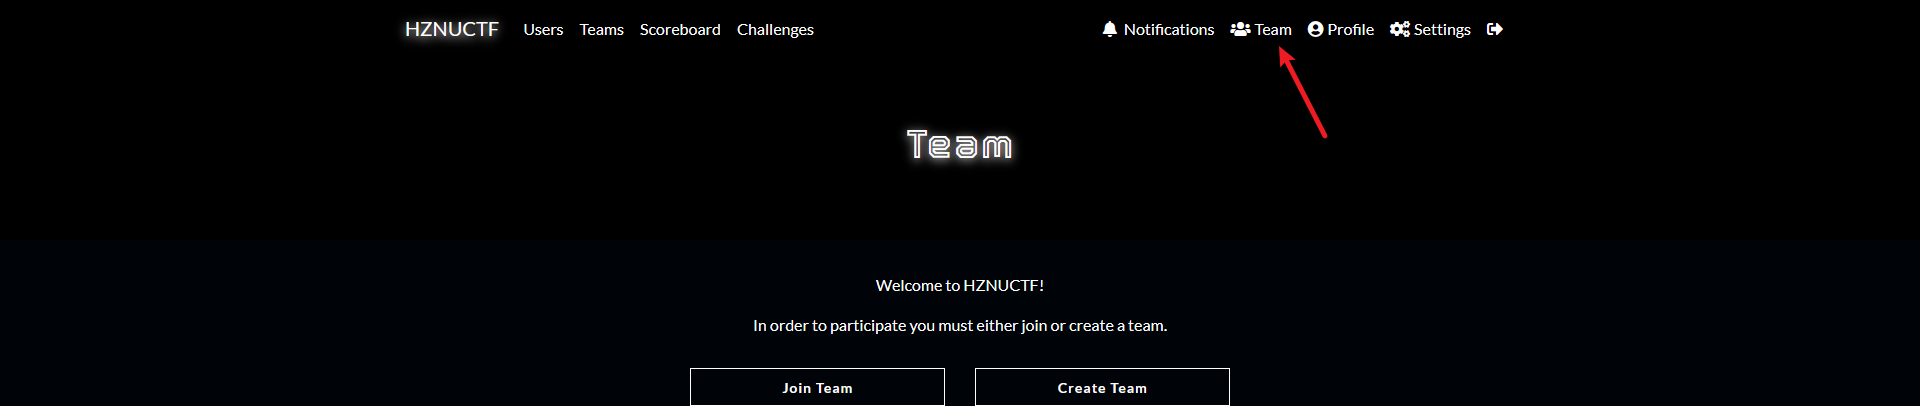 HZNUCTF Users Teams Scoreboard Challenges Notifications Team Profile Settings
Team
Welcome to HZNUCTF!
In order to participate you must either join or create a team.
Join Team Create Team